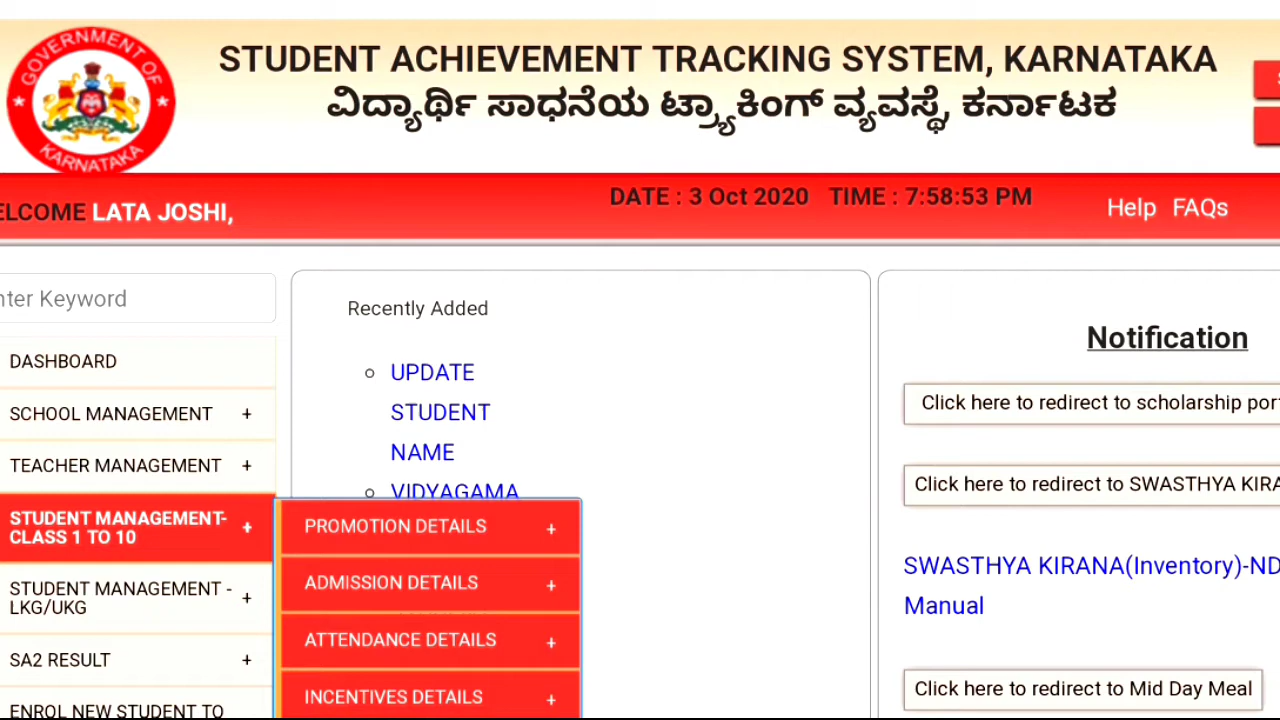 GOVERNMENT OF
KARNATAKA
STUDENT ACHIEVEMENT TRACKING SYSTEM, KARNATAKA
ವಿದ್ಯಾರ್ಥಿ ಸಾಧನೆಯ ಟ್ರ್ಯಾಕಿಂಗ್ ವ್ಯವಸ್ಥೆ, ಕರ್ನಾಟಕ
ELCOME LATA JOSHI,
DATE : 3 Oct 2020 TIME : 7:58:53 PM
Help FAQs
nter Keyword
DASHBOARD
SCHOOL MANAGEMENT +
TEACHER MANAGEMENT +
STUDENT MANAGEMENT- +
CLASS 1 TO 10
STUDENT MANAGEMENT - +
LKG/UKG
SA2 RESULT +
ENROL NEW STUDENT TO
Recently Added
UPDATE
STUDENT
NAME
VIDYAGAMA
PROMOTION DETAILS +
ADMISSION DETAILS +
ATTENDANCE DETAILS +
INCENTIVES DETAILS +
Notification
Click here to redirect to scholarship por
Click here to redirect to SWASTHYA KIRA
SWASTHYA KIRANA(Inventory)-ND
Manual
Click here to redirect to Mid Day Meal